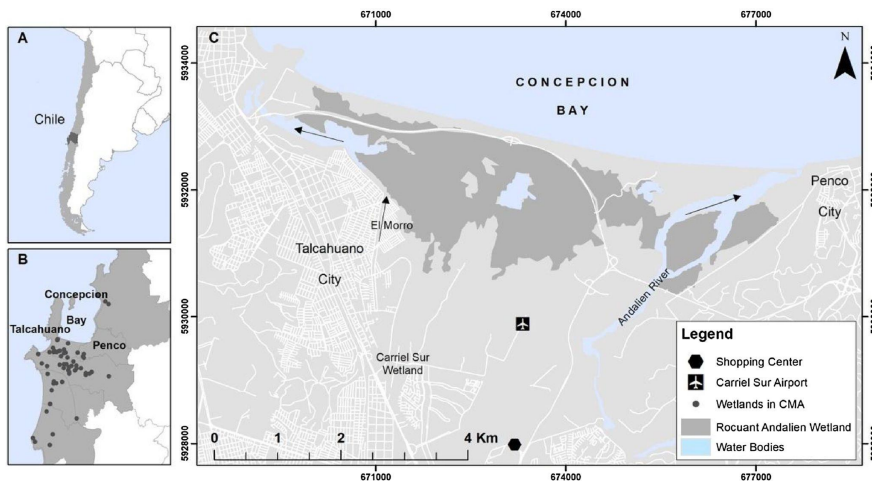 A
Chile
B
Concepcion
Bay
Talcahuano
Penco
C
671000
674000
677000
5934000
5932000
5930000
5928000
N
CONCEPCION
BAY
Penco
City
El Morro
Talcahuano
City
Andalien River
Carriel Sur
Wetland
0 1 2 4 Km
Legend
Shopping Center
Carriel Sur Airport
Wetlands in CMA
Rocuant Andalien Wetland
Water Bodies
671000
674000
677000